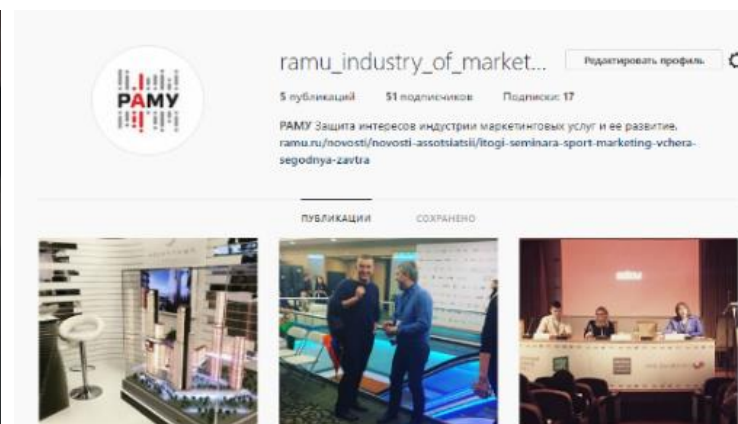 РАМУ
ramu_industry_of_market...
Редактировать профиль
5 публикаций 51 подписчиков Подписки: 17
РАМУ Защита интересов индустрии маркетинговых услуг и ее развитие.
ramu.ru/novosti/novosti-assotsiatsii/itogi-seminara-sport-marketing-vchera-
segodnya-zavtra
ПУБЛИКАЦИИ СОХРАНЕНО